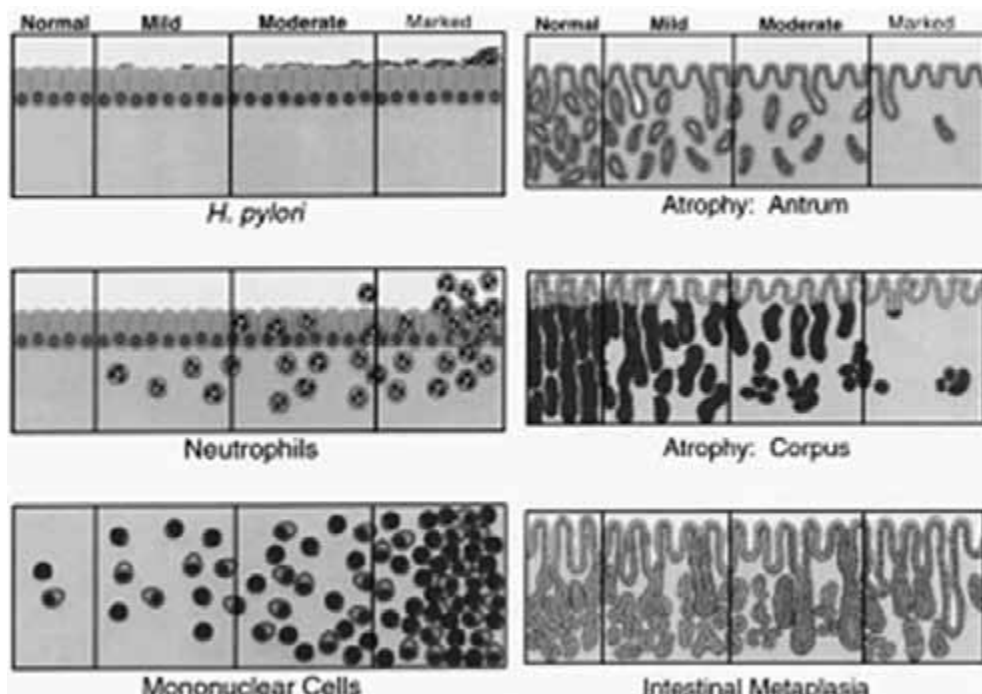 Normal Mild Moderate Marked
Normal Mild Moderate Marked
H. pylori
Atrophy: Antrum
Neutrophils
Atrophy: Corpus
Mononuclear Cells
Intestinal Metaplasia